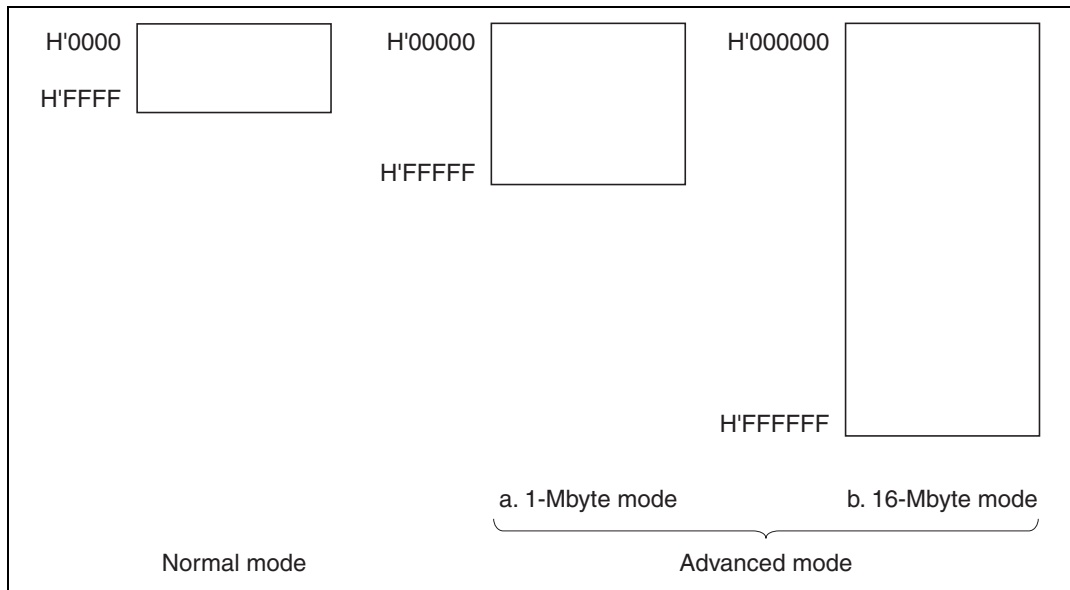 H'0000
H'FFFF
H'00000
H'FFFFF
H'000000
H'FFFFFF
a. 1-Mbyte mode
b. 16-Mbyte mode
Normal mode
Advanced mode